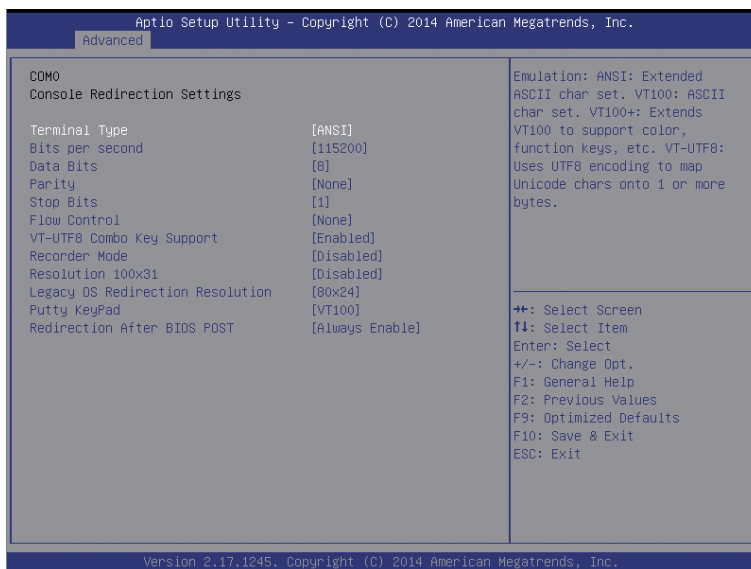 Aptio Setup Utility – Copyright (C) 2014 American Megatrends, Inc.
Advanced
COM0
Console Redirection Settings
Terminal Type [ANSI]
Bits per second [115200]
Data Bits [8]
Parity [None]
Stop Bits [1]
Flow Control [None]
VT-UTF8 Combo Key Support [Enabled]
Recorder Mode [Disabled]
Resolution 100x31 [Disabled]
Legacy OS Redirection Resolution [80x24]
Putty KeyPad [VT100]
Redirection After BIOS POST [Always Enable]
Emulation: ANSI: Extended
ASCII char set. VT100: ASCII
char set. VT100+: Extends
VT100 to support color,
function keys, etc. VT-UTF8:
Uses UTF8 encoding to map
Unicode chars onto 1 or more
bytes.
→←: Select Screen
↑↓: Select Item
Enter: Select
+/-: Change Opt.
F1: General Help
F2: Previous Values
F9: Optimized Defaults
F10: Save & Exit
ESC: Exit
Version 2.17.1245. Copyright (C) 2014 American Megatrends, Inc.